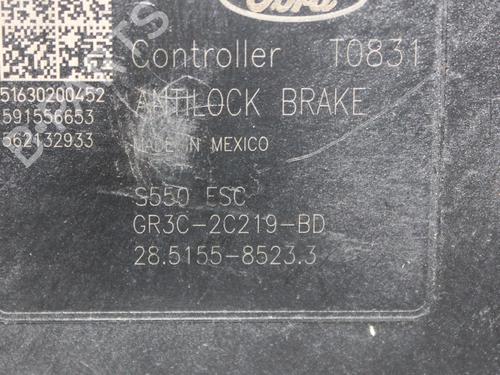 Ford
Controller T0831
51630200452
591556653
562132933
ANTILOCK BRAKE
MADE IN MEXICO
S550 ESC
GR3C-2C219-BD
28.5155-8523.3